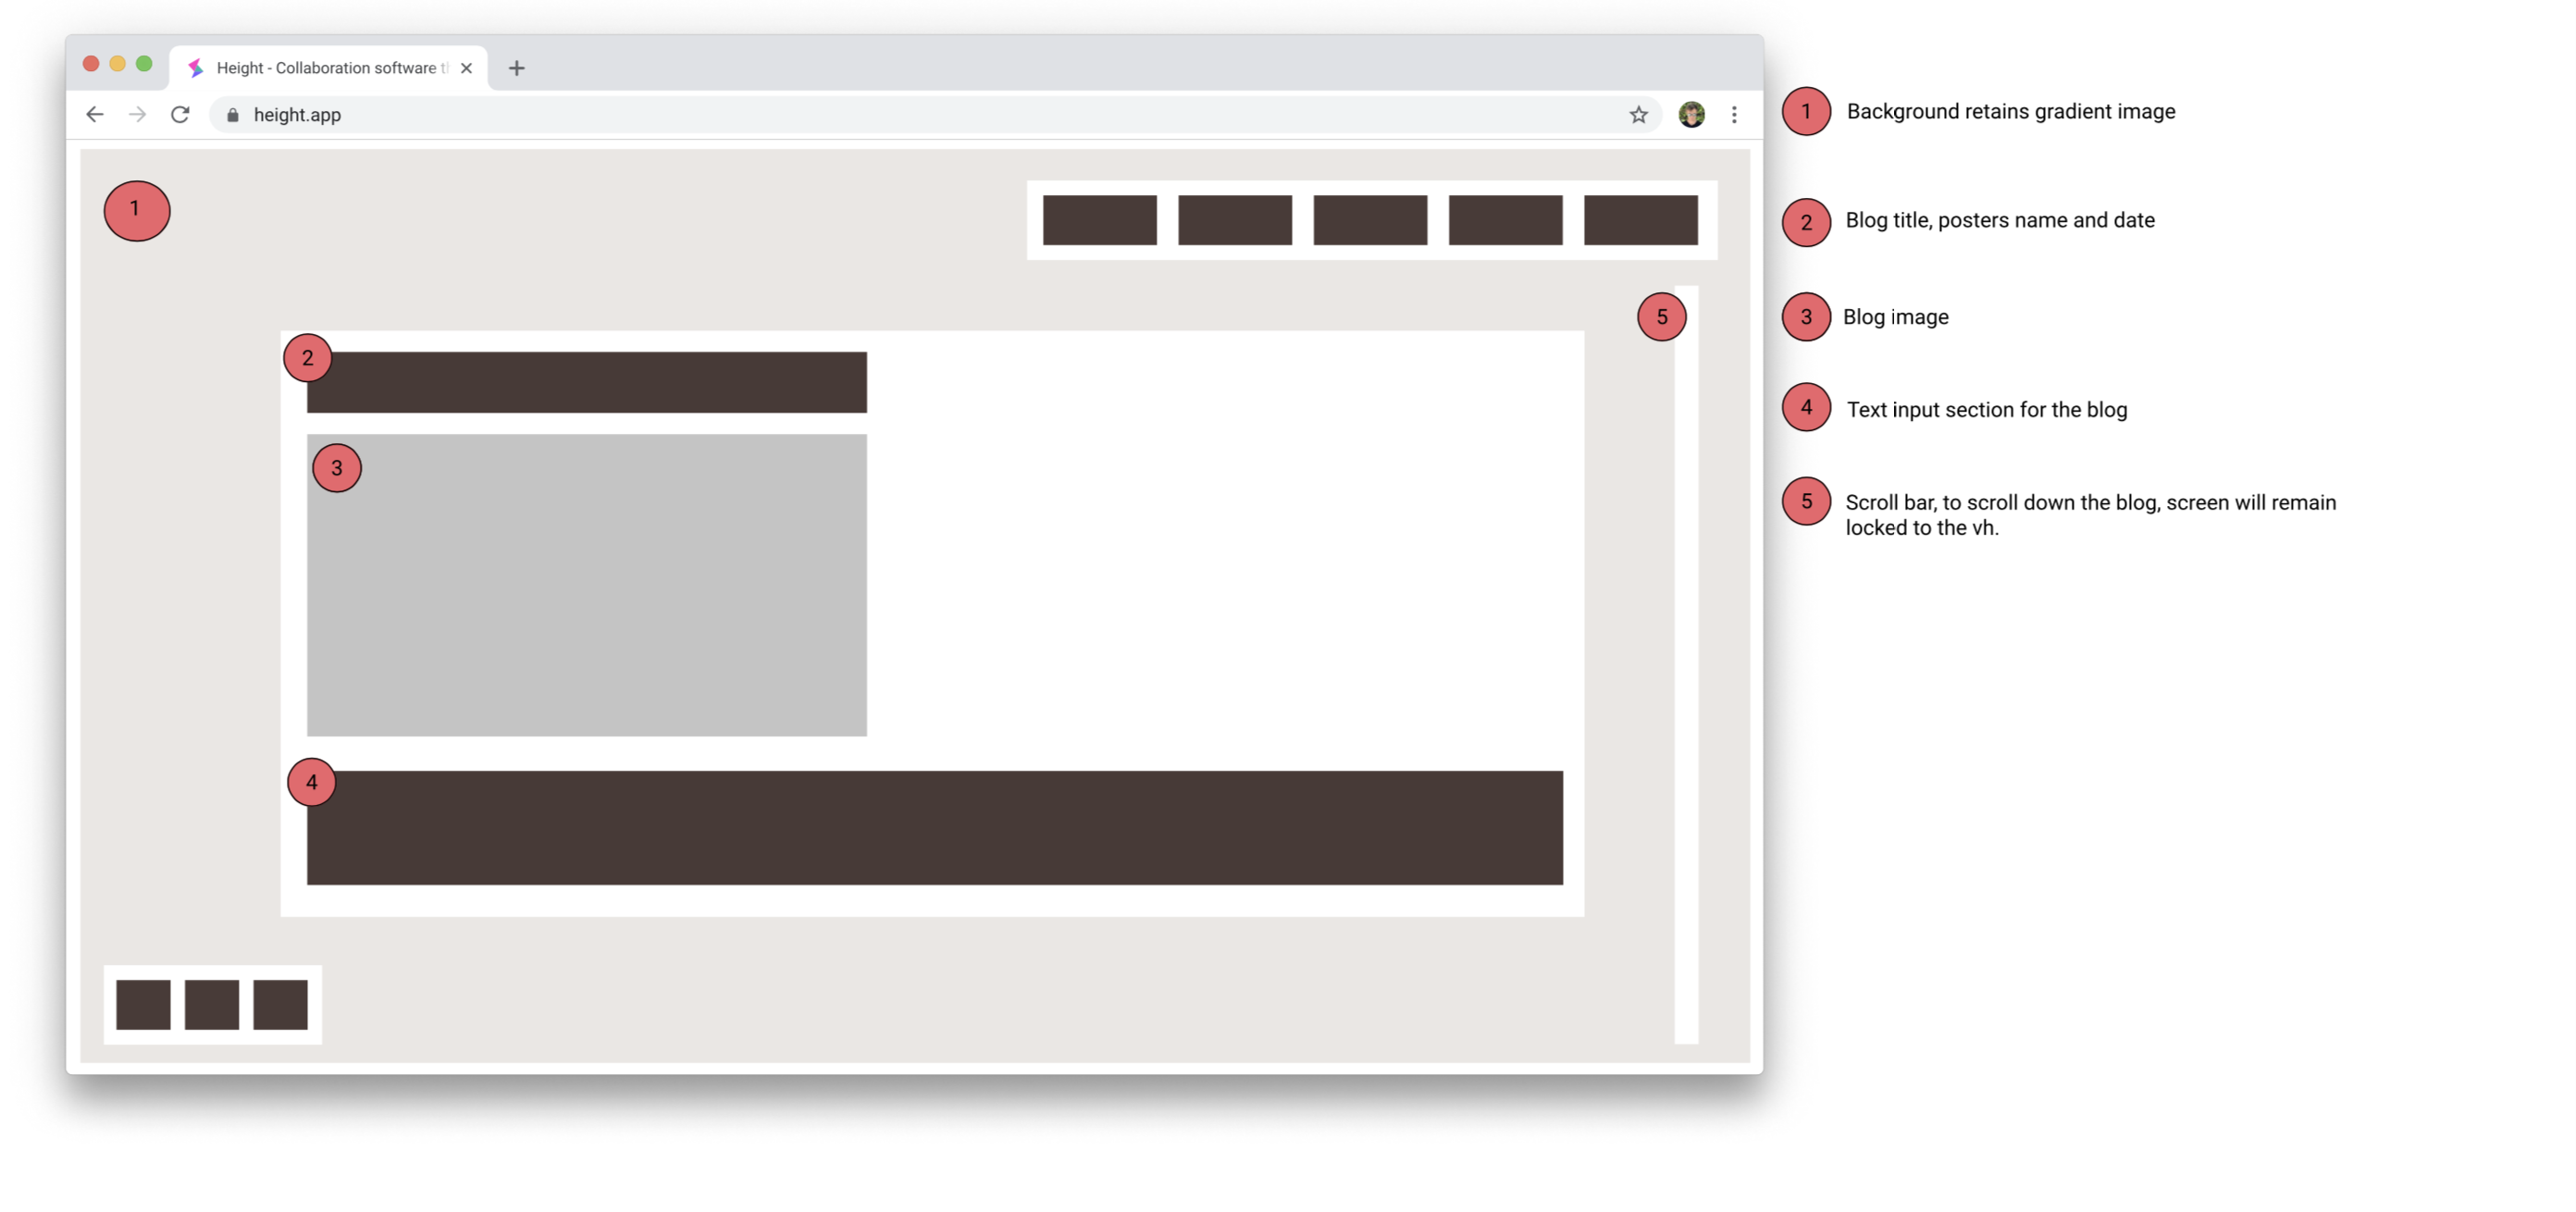 Height - Collaboration software t
height.app
1
2
3
4
5
1 Background retains gradient image
2 Blog title, posters name and date
3 Blog image
4 Text input section for the blog
5 Scroll bar, to scroll down the blog, screen will remain
locked to the vh.